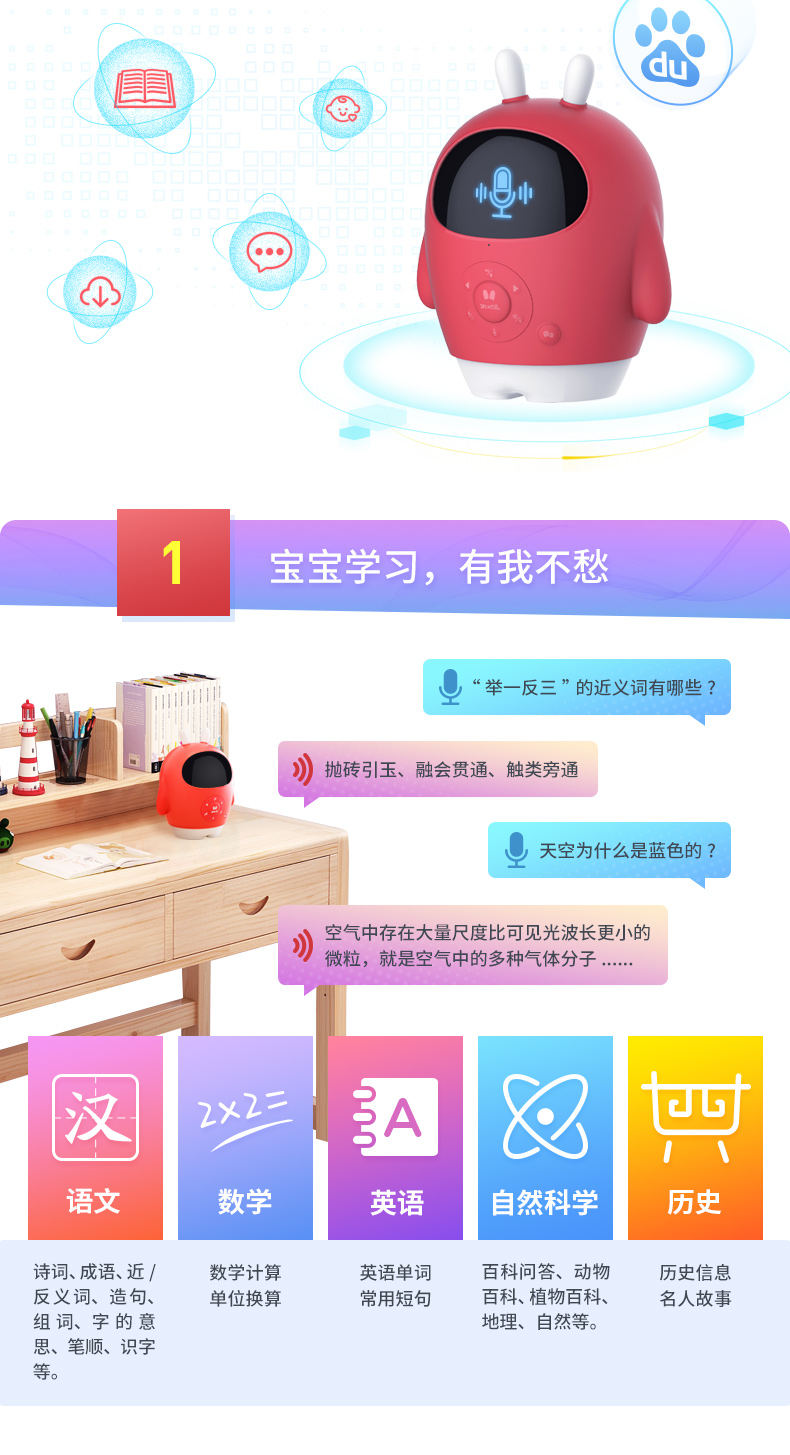 du
1
宝宝学习，有我不愁
“举一反三”的近义词有哪些？
抛砖引玉、融会贯通、触类旁通
天空为什么是蓝色的？
空气中存在大量尺度比可见光波长更小的
微粒，就是空气中的多种气体分子......
汉
语文
2×2=
数学
A
英语
自然科学
历史
诗词、成语、近/
反义词、造句、
组词、字的意
思、笔顺、识字
等。
数学计算
单位换算
英语单词
常用短句
百科问答、动物
百科、植物百科、
地理、自然等。
历史信息
名人故事